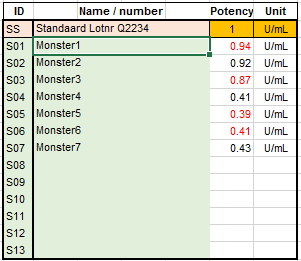 ID Name / number Potency Unit
SS Standaard Lotnr Q2234 1 U/mL
S01 Monster1 0.94 U/mL
S02 Monster2 0.92 U/mL
S03 Monster3 0.87 U/mL
S04 Monster4 0.41 U/mL
S05 Monster5 0.39 U/mL
S06 Monster6 0.41 U/mL
S07 Monster7 0.43 U/mL
S08
S09
S10
S11
S12
S13